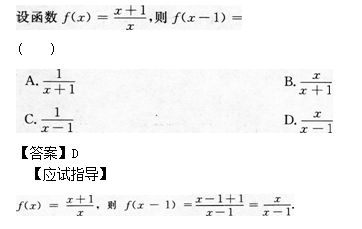 设函数 f(x) = \frac{x+1}{x},则 f(x-1) =
(    )
A. \frac{1}{x+1}    B. \frac{x}{x+1}
C. \frac{1}{x-1}    D. \frac{x}{x-1}
【答案】D
【应试指导】
f(x) = \frac{x+1}{x}, 则 f(x-1) = \frac{x-1+1}{x-1} = \frac{x}{x-1}.